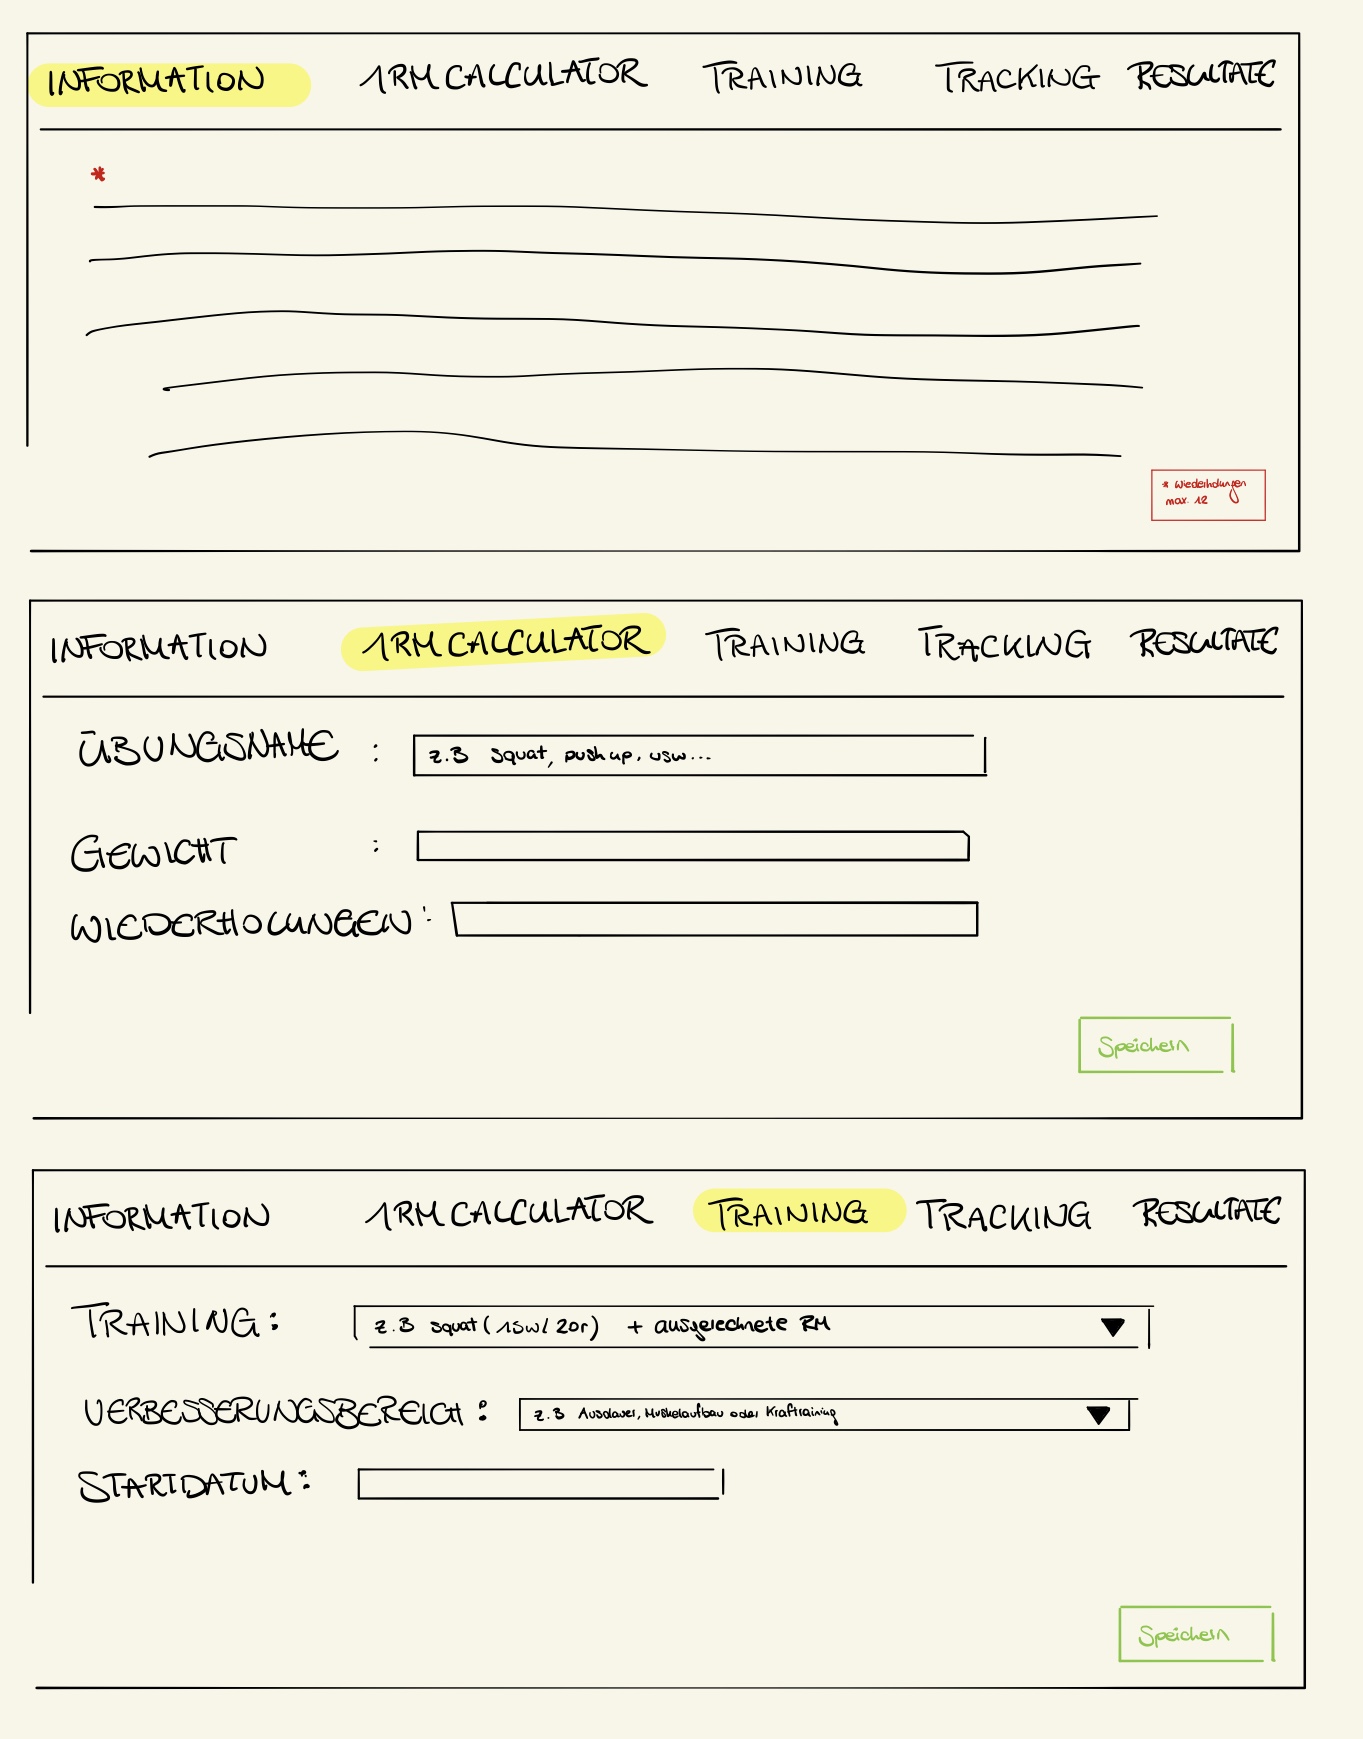 INFORMATION 1RM CALCULATOR TRAINING TRACKING RESULTATE
*
* Wiederholungen
max. 12
INFORMATION 1RM CALCULATOR TRAINING TRACKING RESULTATE
ÜBUNGSNAME : z.B squat, push up, usw...
GEWICHT :
WIEDERHOLUNGEN :
Speichern
INFORMATION 1RM CALCULATOR TRAINING TRACKING RESULTATE
TRAINING : z.B squat ( / 20r) + ausgerechnete RM
VERBESSERUNGSBEREICH : z.B Ausdauer, Muskelaufbau oder Kraftraining
STARTDATUM :
Speichern